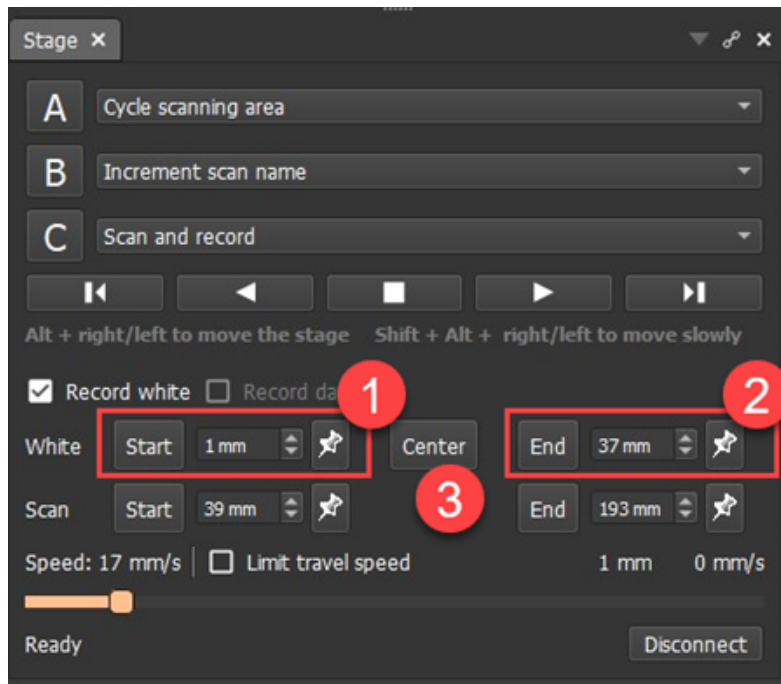 Stage
A Cycle scanning area
B Increment scan name
C Scan and record
Alt + right/left to move the stage Shift + Alt + right/left to move slowly
Record white Record da 1 2
White Start 1 mm Center End 37 mm
3
Scan Start 39 mm End 193 mm
Speed: 17 mm/s Limit travel speed 1 mm 0 mm/s
Ready Disconnect